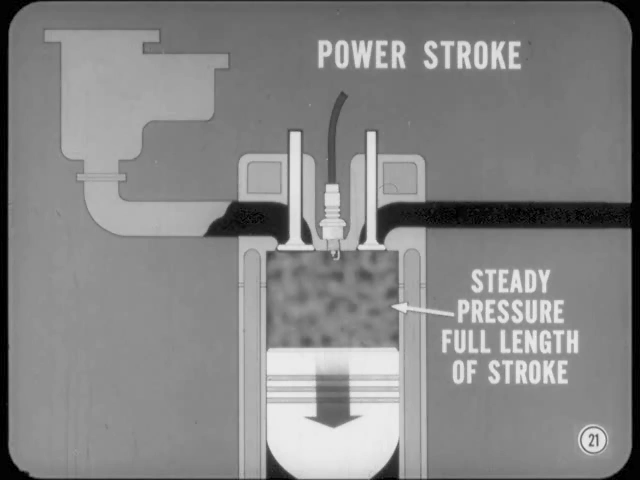 POWER STROKE
STEADY
PRESSURE
FULL LENGTH
OF STROKE
21